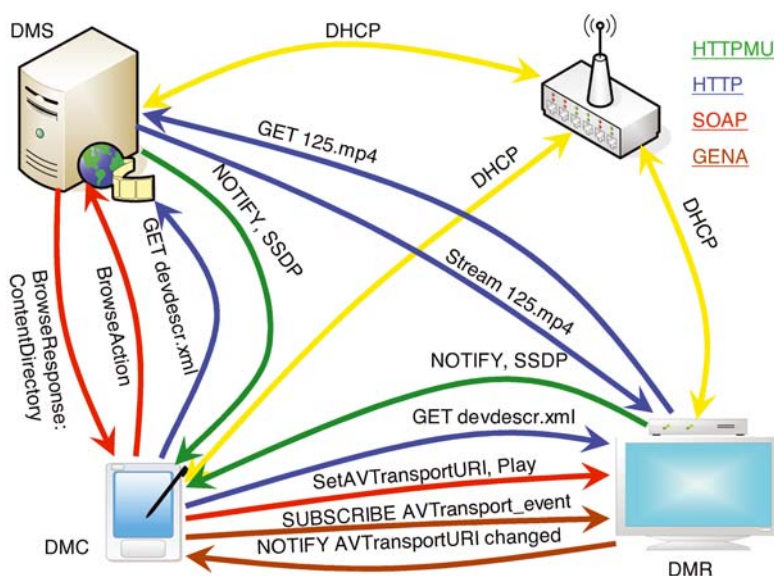 DMS
DHCP
HTTPMU
HTTP
SOAP
GENA
GET 125.mp4
NOTIFY, SSDP
DHCP
DHCP
GET devdescr.xml
Stream 125.mp4
BrowseResponse::
ContentDirectory
BrowseAction
NOTIFY, SSDP
GET devdescr.xml
SetAVTransportURI, Play
SUBSCRIBE AVTransport_event
NOTIFY AVTransportURI changed
DMC
DMR